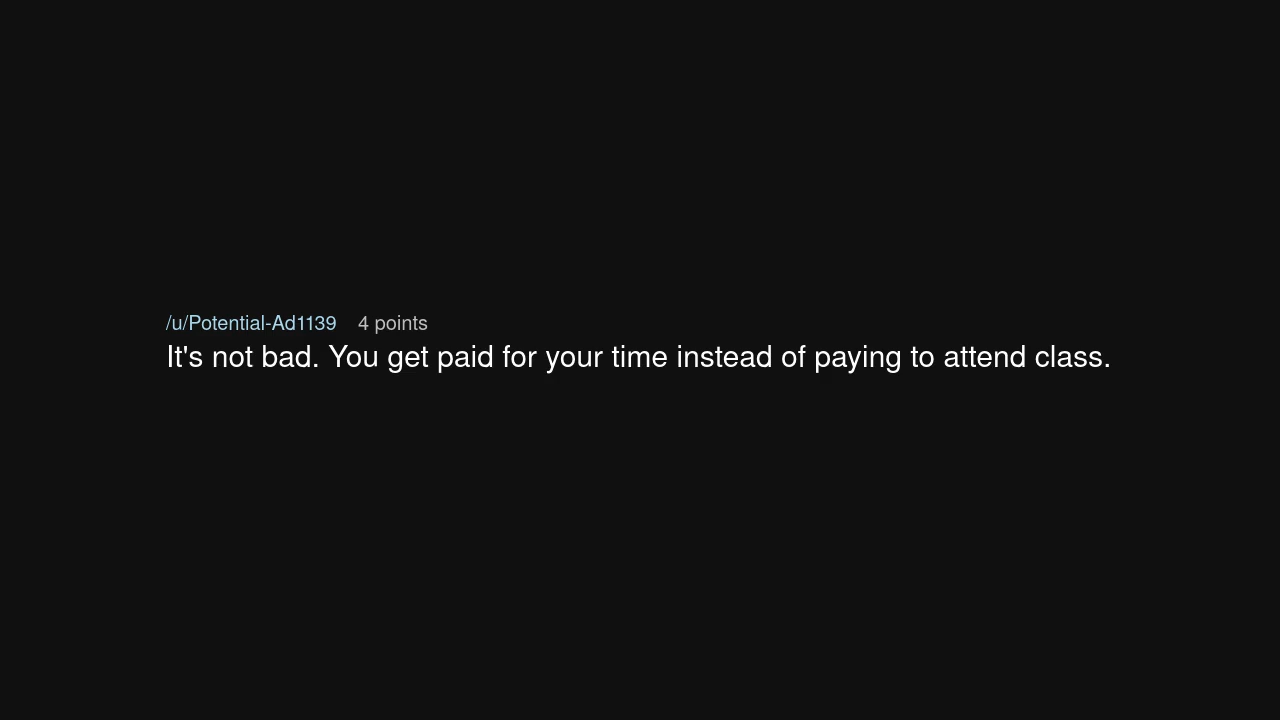 /u/Potential-Ad1139 4 points
It's not bad. You get paid for your time instead of paying to attend class.